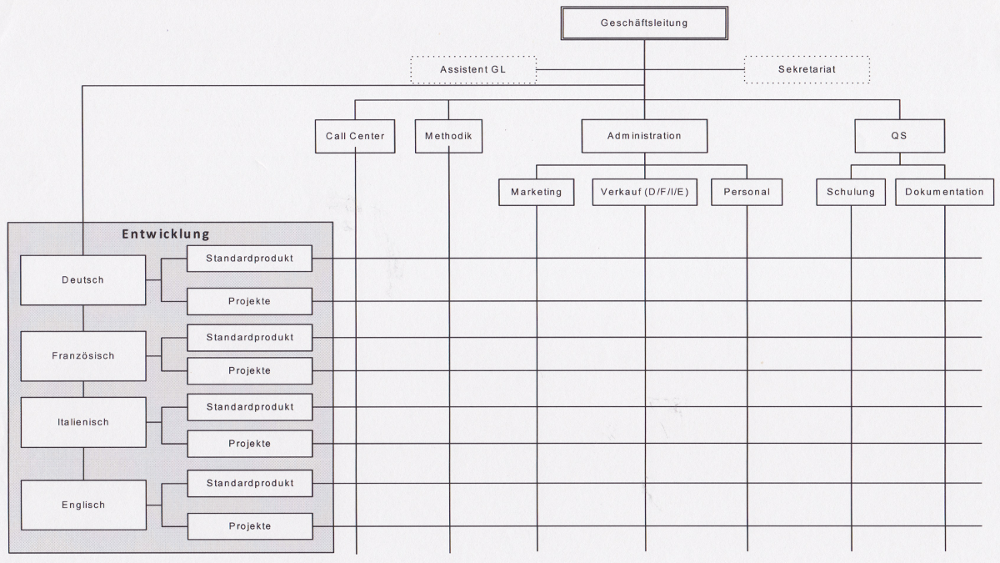 Geschäftsleitung
Assistent GL
Sekretariat
Call Center
Methodik
Administration
QS
Marketing
Verkauf (D/F/I/E)
Personal
Schulung
Dokumentation
Entwicklung
Deutsch
Standardprodukt
Projekte
Französisch
Standardprodukt
Projekte
Italienisch
Standardprodukt
Projekte
Englisch
Standardprodukt
Projekte